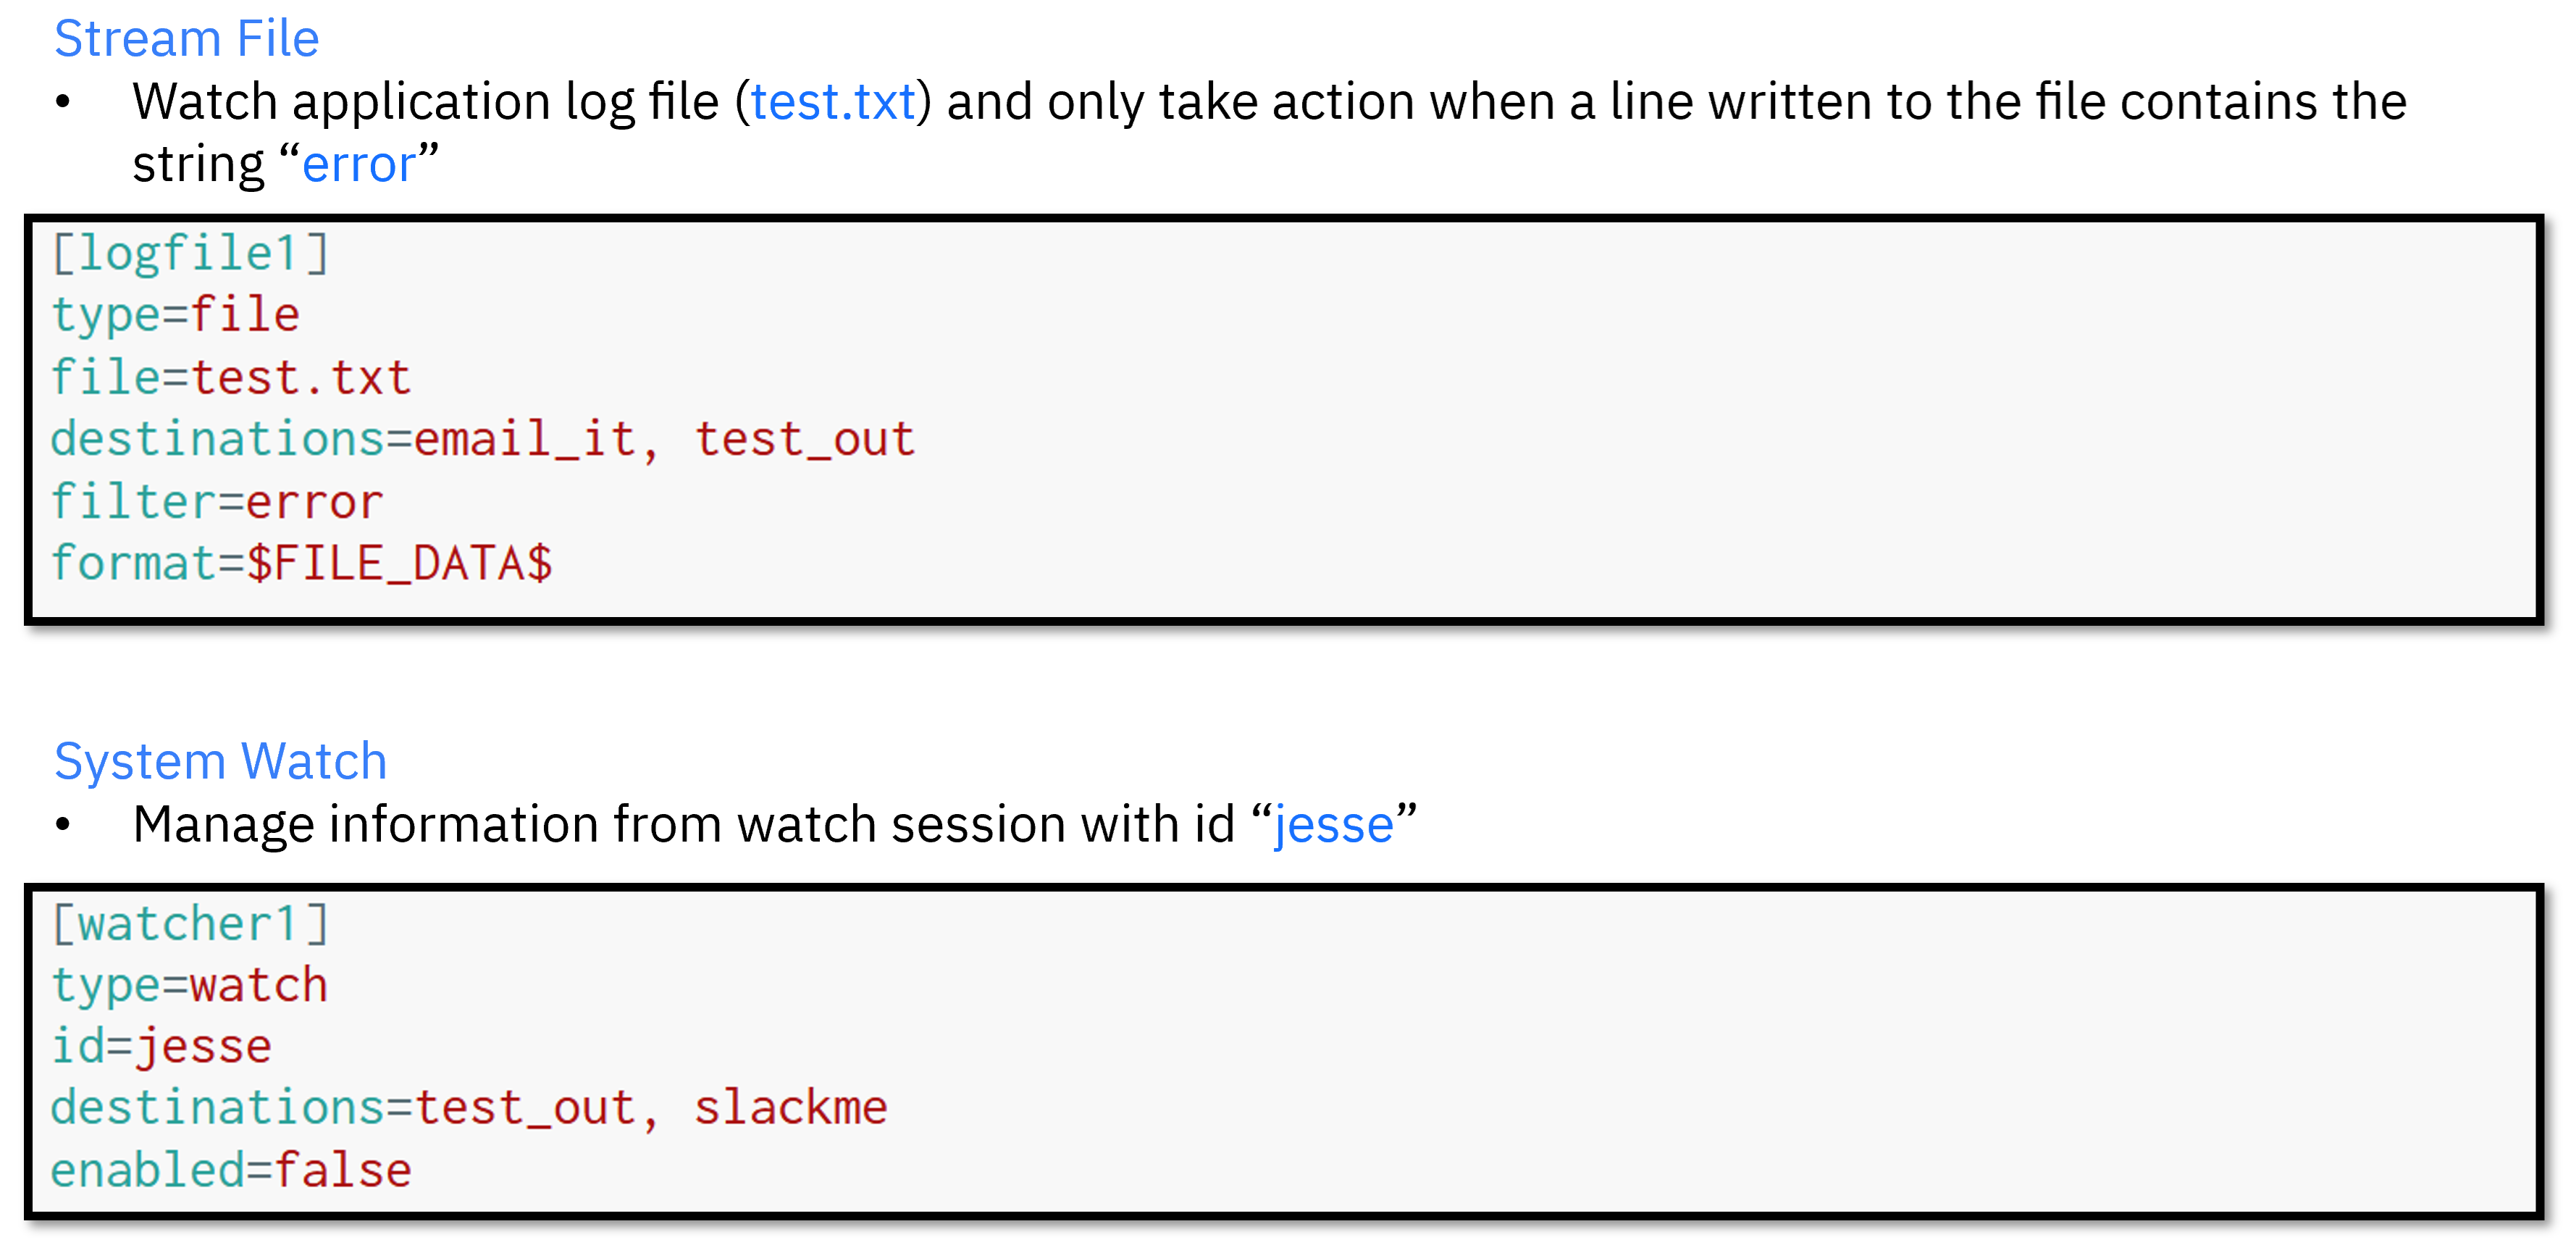 Stream File
• Watch application log file (test.txt) and only take action when a line written to the file contains the
string “error”
[logfile1]
type=file
file=test.txt
destinations=email_it, test_out
filter=error
format=$FILE_DATA$
System Watch
• Manage information from watch session with id “jesse”
[watcher1]
type=watch
id=jesse
destinations=test_out, slackme
enabled=false